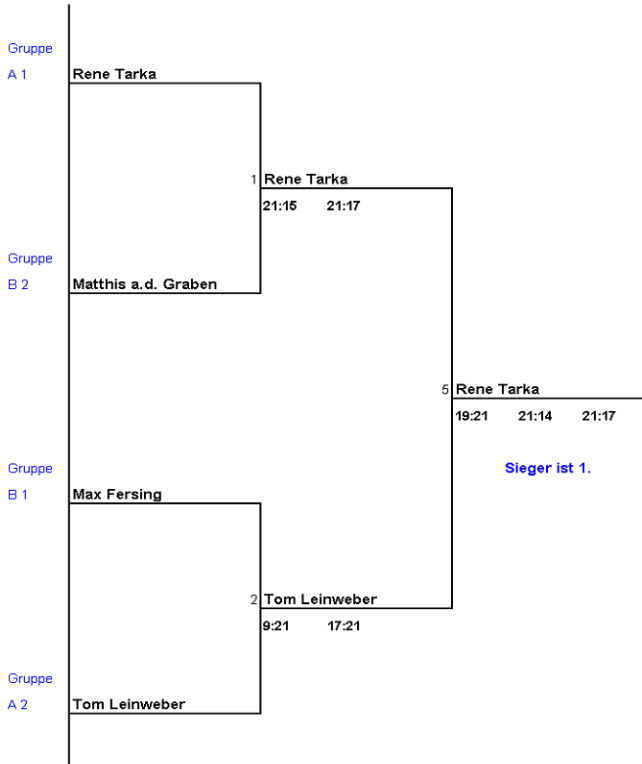 Gruppe
A 1 Rene Tarka
1 Rene Tarka
21:15 21:17
Gruppe
B 2 Matthis a.d. Graben
5 Rene Tarka
19:21 21:14 21:17
Sieger ist 1.
Gruppe
B 1 Max Fersing
2 Tom Leinweber
9:21 17:21
Gruppe
A 2 Tom Leinweber